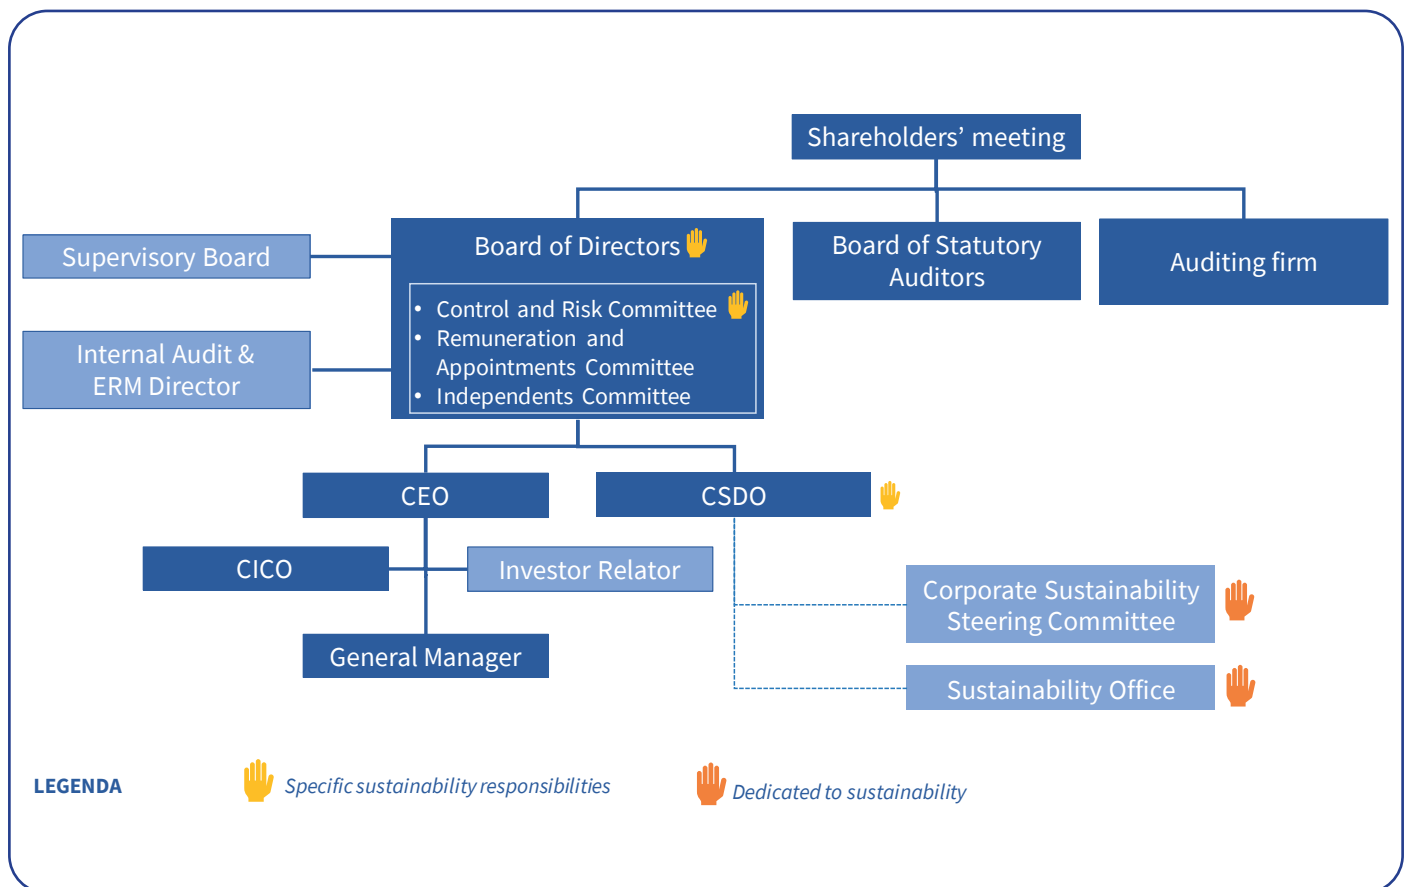 Shareholders’ meeting
Supervisory Board
Board of Directors
Board of Statutory
Auditors
Auditing firm
• Control and Risk Committee
• Remuneration and
Appointments Committee
• Independents Committee
Internal Audit &
ERM Director
CEO
CSDO
CICO
Investor Relator
Corporate Sustainability
Steering Committee
General Manager
Sustainability Office
LEGENDA
Specific sustainability responsibilities
Dedicated to sustainability